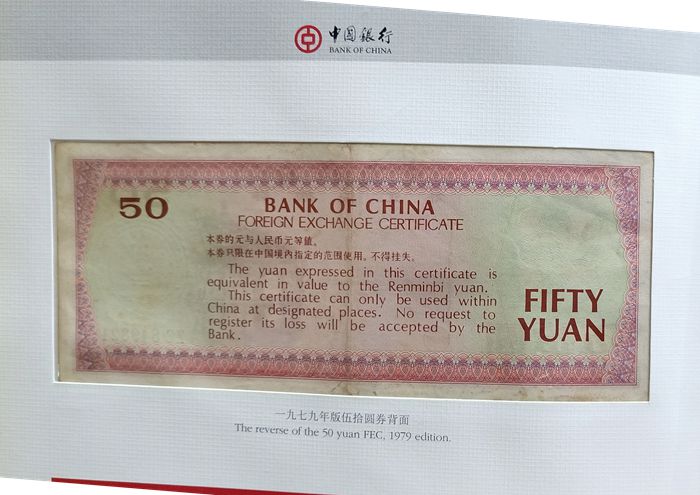 中国银行
BANK OF CHINA
50
BANK OF CHINA
FOREIGN EXCHANGE CERTIFICATE
本券的元与人民币元等值。
本券只限在中国境内指定的范围使用，不得挂失。
The yuan expressed in this certificate is
equivalent in value to the Renminbi yuan.
This certificate can only be used within
China at designated places. No request to
register its loss will be accepted by the
Bank.
FIFTY
YUAN
一九七九年版伍拾圆券背面
The reverse of the 50 yuan FEC, 1979 edition.